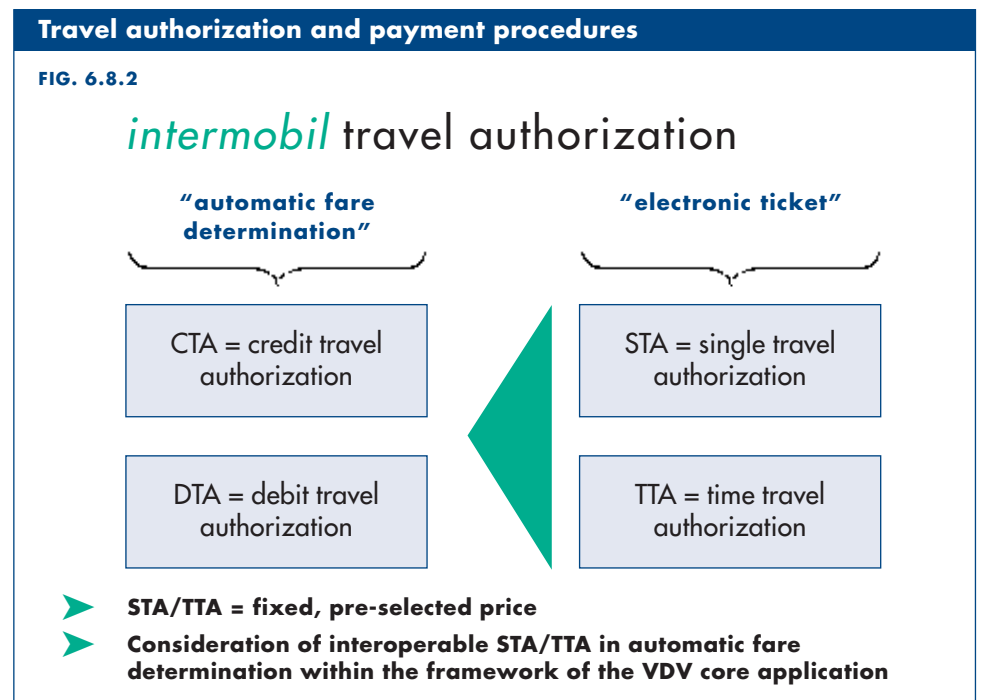 Travel authorization and payment procedures
FIG. 6.8.2
intermobil travel authorization
“automatic fare
determination”
“electronic ticket”
CTA = credit travel
authorization
STA = single travel
authorization
DTA = debit travel
authorization
TTA = time travel
authorization
STA/TTA = fixed, pre-selected price
Consideration of interoperable STA/TTA in automatic fare
determination within the framework of the VDV core application